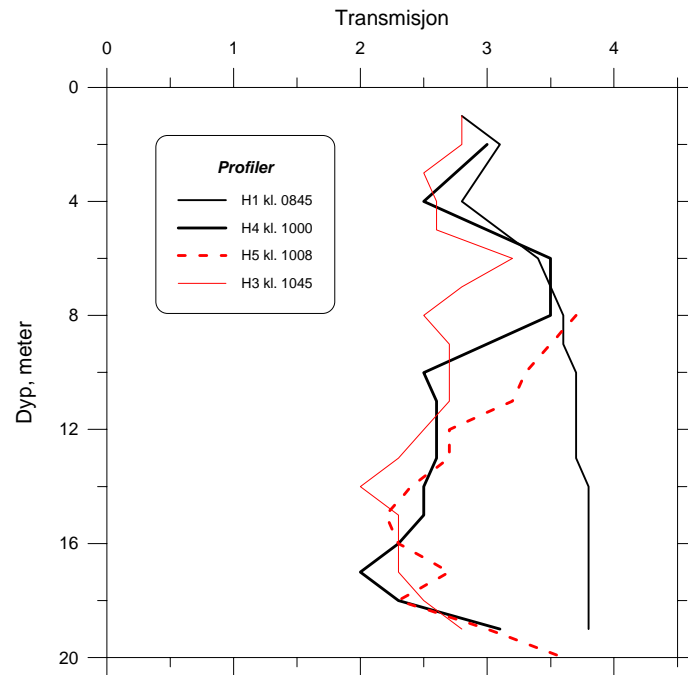 Transmisjon
0 1 2 3 4
0
4
8
12
16
20
Dyp, meter
Profiler
H1 kl. 0845
H4 kl. 1000
H5 kl. 1008
H3 kl. 1045